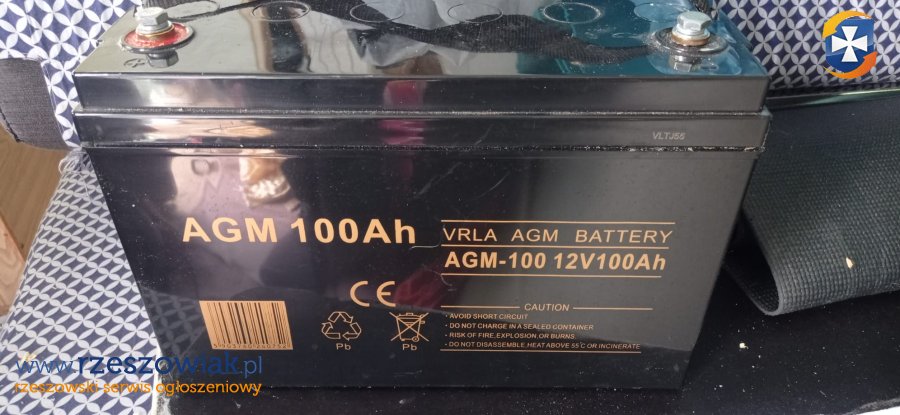 VLTJ55
AGM 100Ah
VRLA AGM BATTERY
AGM-100 12V100Ah
CE
CAUTION
• AVOID SHORT CIRCUIT
• DO NOT CHARGE IN A SEALED CONTAINER
• RISK OF FIRE,EXPLOSION,OR BURNS
• DO NOT DISASSEMBLE,HEAT ABOVE 55°C OR INCINERATE
Pb
Pb
www.rzeszowiak.pl
rzeszowski serwis ogłoszeniowy